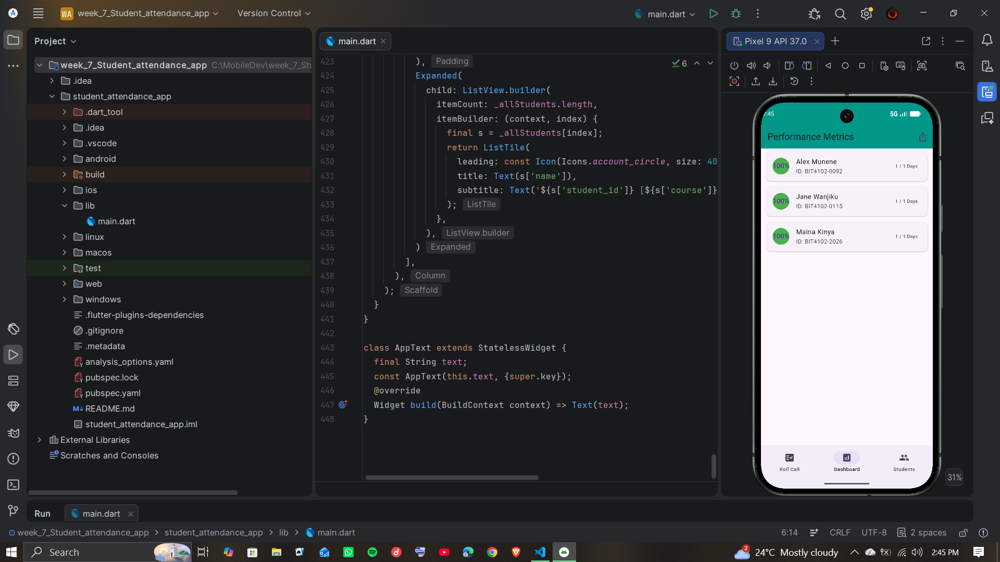 WA week_7_Student_attendance_app
Version Control
main.dart
Project
week_7_Student_attendance_app C:\MobileDev\week_7_Stu
.idea
student_attendance_app
.dart_tool
.idea
.vscode
android
build
ios
lib
main.dart
linux
macos
test
web
windows
.flutter-plugins-dependencies
.gitignore
.metadata
analysis_options.yaml
pubspec.lock
pubspec.yaml
README.md
student_attendance_app.iml
External Libraries
Scratches and Consoles
main.dart
6
423 ), Padding
424 Expanded(
425 child: ListView.builder(
426 itemCount: _allStudents.length,
427 itemBuilder: (context, index) {
428 final s = _allStudents[index];
429 return ListTile(
430 leading: const Icon(Icons.account_circle, size: 40
431 title: Text(s['name']),
432 subtitle: Text('${s['student_id']} [${s['course']}
433 ); ListTile
434 },
435 ), ListView.builder
436 ) Expanded
437 ],
438 ), Column
439 ); Scaffold
440 }
441 }
442
443 class AppText extends StatelessWidget {
444 final String text;
445 const AppText(this.text, {super.key});
446 @override
447 Widget build(BuildContext context) => Text(text);
448 }
Pixel 9 API 37.0
:45 5G
Performance Metrics
100% Alex Munene
ID: BIT4102-0092
1 / 1 Days
100% Jane Wanjiku
ID: BIT4102-0115
1 / 1 Days
100% Maina Kinya
ID: BIT4102-2026
1 / 1 Days
Roll Call Dashboard Students
31%
Run main.dart
week_7_Student_attendance_app > student_attendance_app > lib > main.dart
6:14 CRLF UTF-8 2 spaces
Search
2 24°C Mostly cloudy
2:45 PM